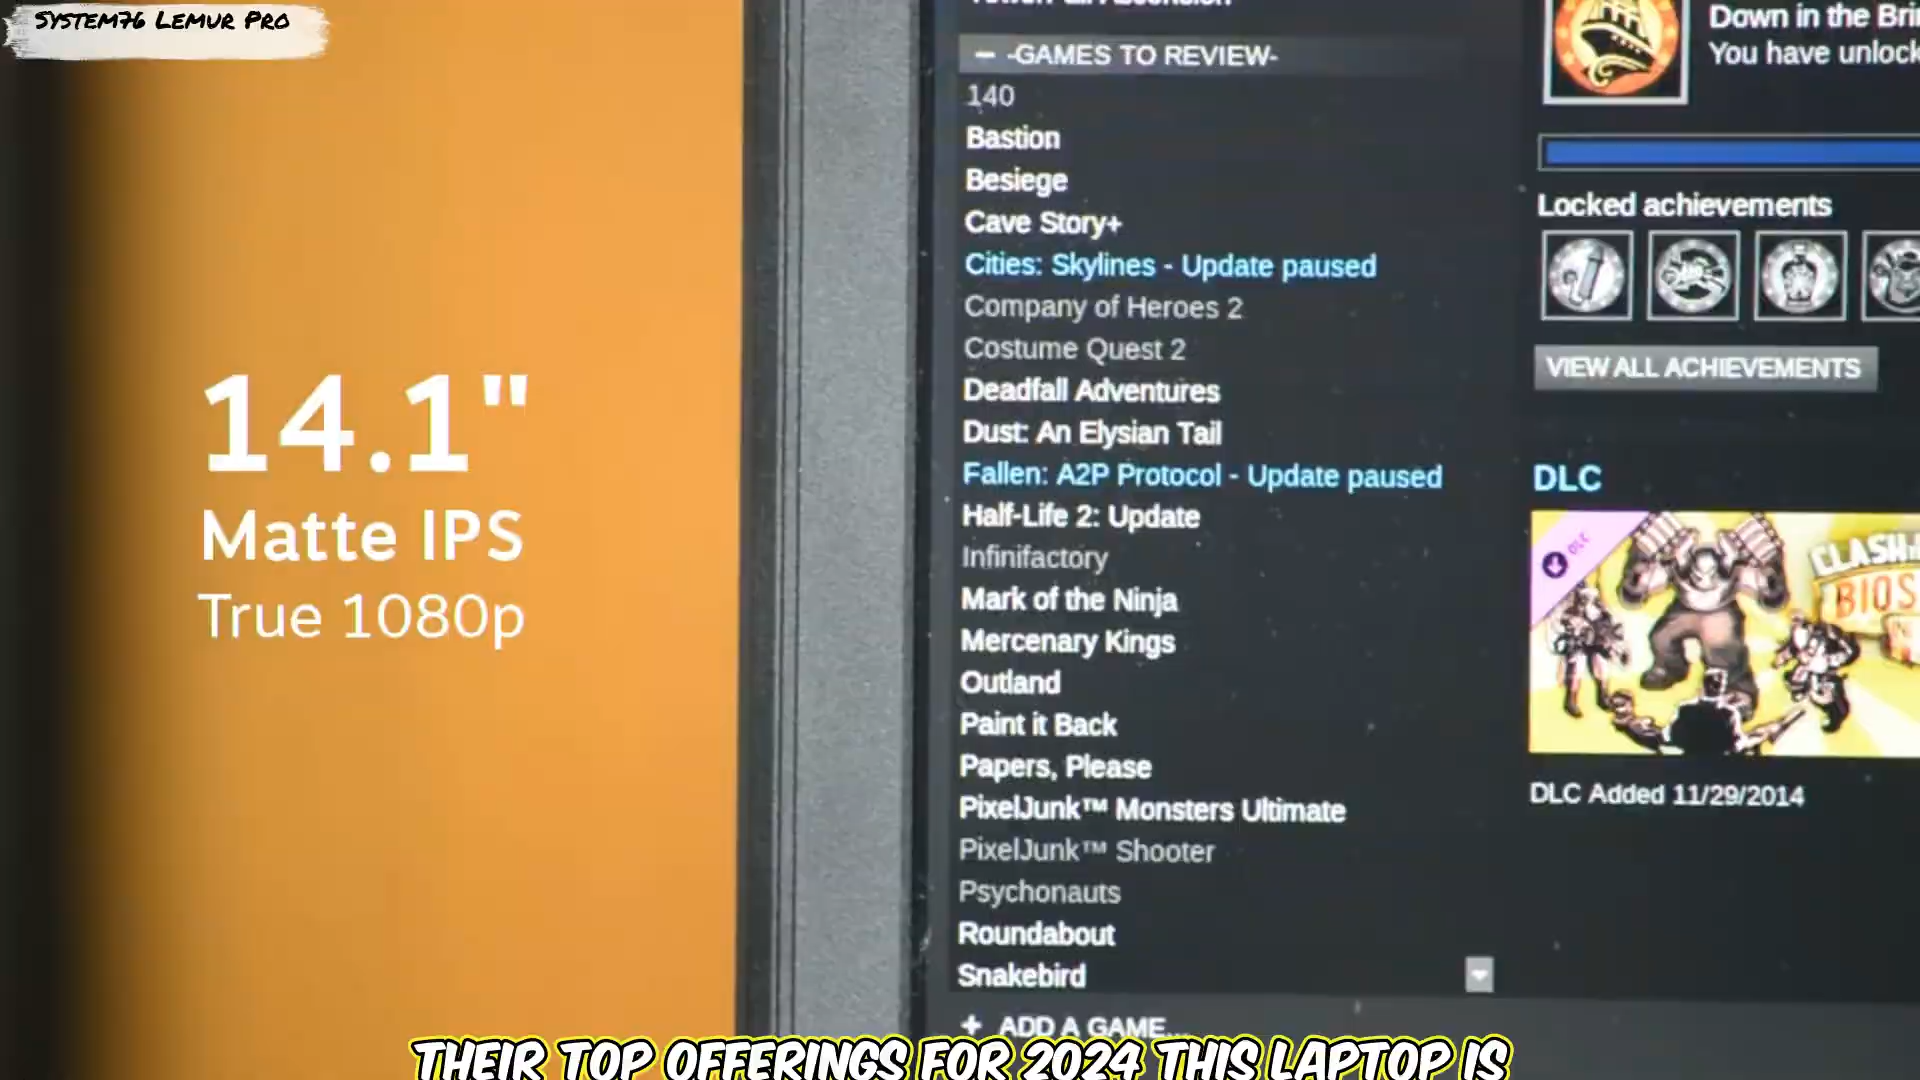 System76 Lemur Pro
14.1"
Matte IPS
True 1080p
- -GAMES TO REVIEW-
140
Bastion
Besiege
Cave Story+
Cities: Skylines - Update paused
Company of Heroes 2
Costume Quest 2
Deadfall Adventures
Dust: An Elysian Tail
Fallen: A2P Protocol - Update paused
Half-Life 2: Update
Infinifactory
Mark of the Ninja
Mercenary Kings
Outland
Paint it Back
Papers, Please
PixelJunk™ Monsters Ultimate
PixelJunk™ Shooter
Psychonauts
Roundabout
Snakebird
+ ADD A GAME...
Down in the
You have
Locked achievements
VIEW ALL ACHIEVEMENTS
DLC
DLC
CLASH
BIOS
DLC Added 11/29/2014
THEIR TOP OFFERINGS FOR 2024 THIS LAPTOP IS